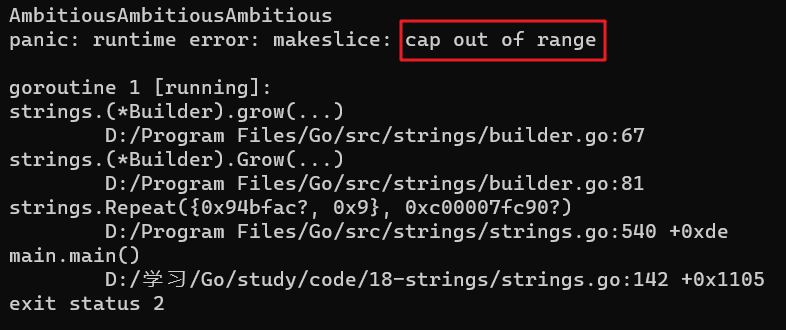 AmbitiousAmbitiousAmbitious
panic: runtime error: makeslice: cap out of range
goroutine 1 [running]:
strings.(*Builder).grow(...)
D:/Program Files/Go/src/strings/builder.go:67
strings.(*Builder).Grow(...)
D:/Program Files/Go/src/strings/builder.go:81
strings.Repeat({0x94bfac?, 0x9}, 0xc00007fc90?)
D:/Program Files/Go/src/strings/strings.go:540 +0xde
main.main()
D:/学习/Go/study/code/18-strings/strings.go:142 +0x1105
exit status 2